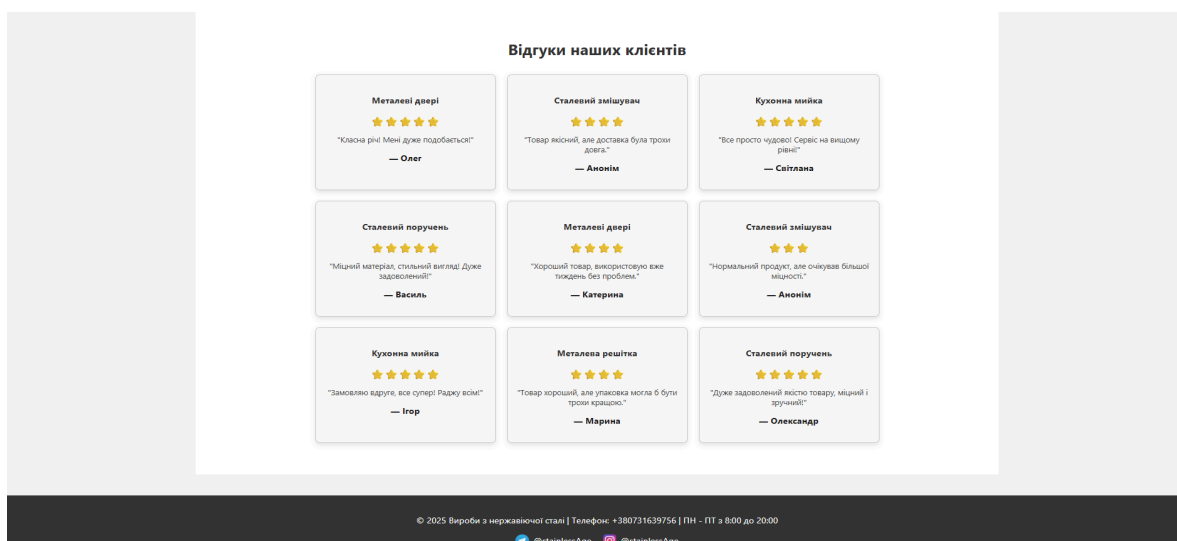 Відгуки наших клієнтів
Металеві двері
"Класна річ! Мені дуже подобається!"
— Олег
Сталевий змішувач
"Товар якісний, але доставка була трохи
довга."
— Анонім
Кухонна мийка
"Все просто чудово! Сервіс на вищому
рівні!"
— Світлана
Сталевий поручень
"Міцний матеріал, стильний вигляд! Дуже
задоволений!"
— Василь
Металеві двері
"Хороший товар, використовую вже
тиждень без проблем."
— Катерина
Сталевий змішувач
"Нормальний продукт, але очікував більшої
міцності."
— Анонім
Кухонна мийка
"Замовляю вдруге, все супер! Раджу всім!"
— Ігор
Металева решітка
"Товар хороший, але упаковка могла б бути
трохи кращою."
— Марина
Сталевий поручень
"Дуже задоволений якістю товару, міцний і
зручний!"
— Олександр
© 2025 Вироби з нержавіючої сталі | Телефон: +380731639756 | ПН – ПТ з 8:00 до 20:00
@stainlessAge @stainlessAge